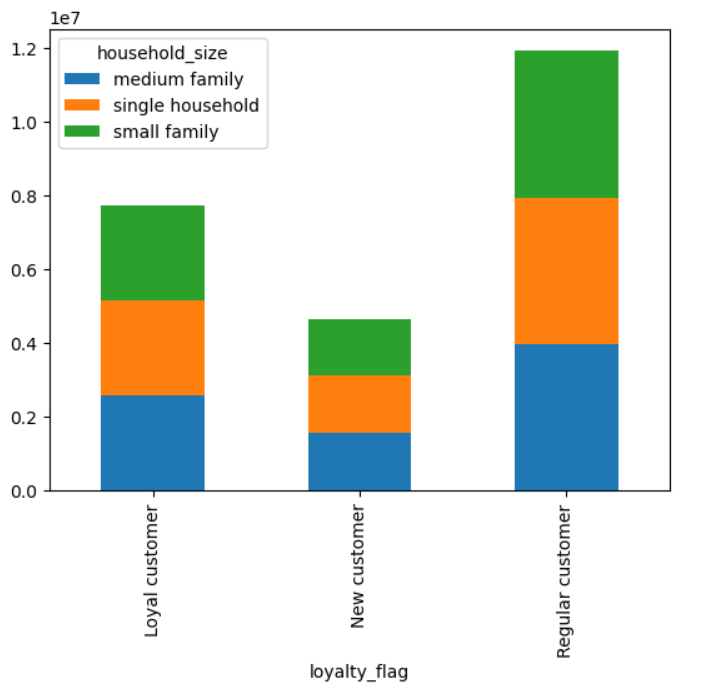 1e7
household_size
medium family
single household
small family
1.2
1.0
0.8
0.6
0.4
0.2
0.0
Loyal customer
New customer
Regular customer
loyalty_flag